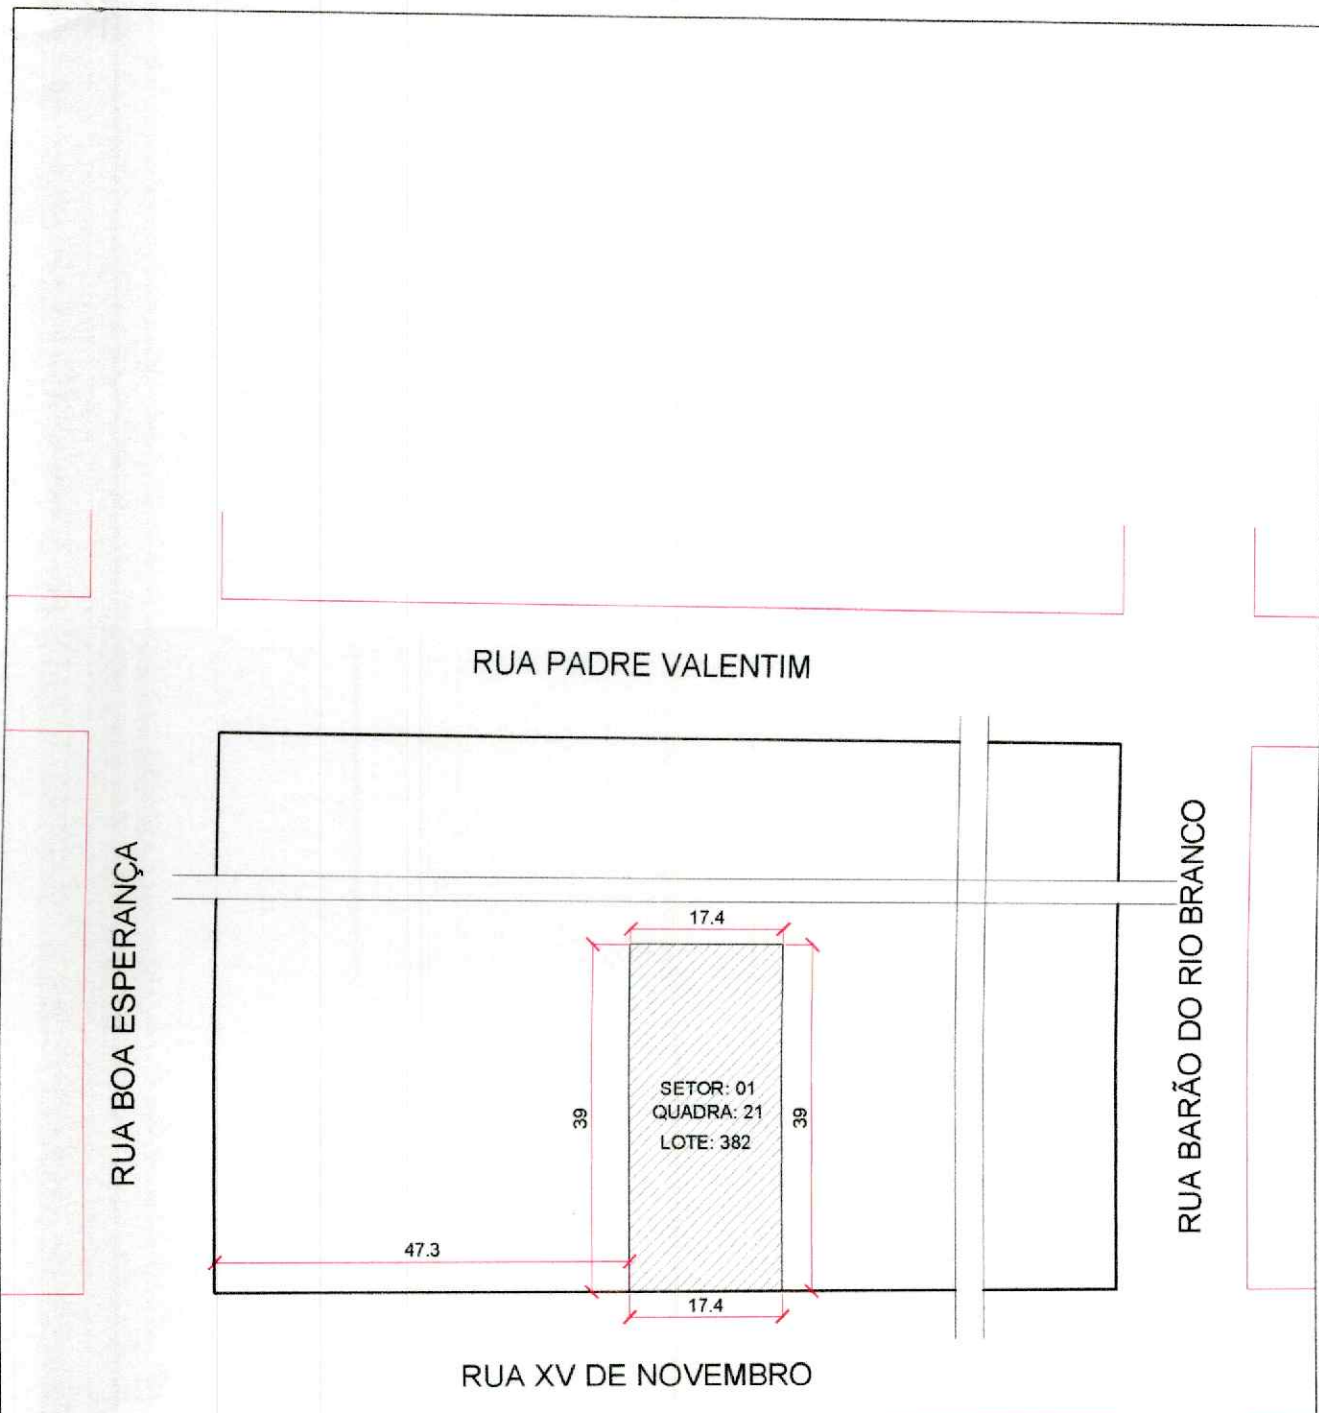 RUA PADRE VALENTIM
RUA BOA ESPERANÇA
RUA BARÃO DO RIO BRANCO
17.4
39
SETOR: 01
QUADRA: 21
LOTE: 382
39
47.3
17.4
RUA XV DE NOVEMBRO